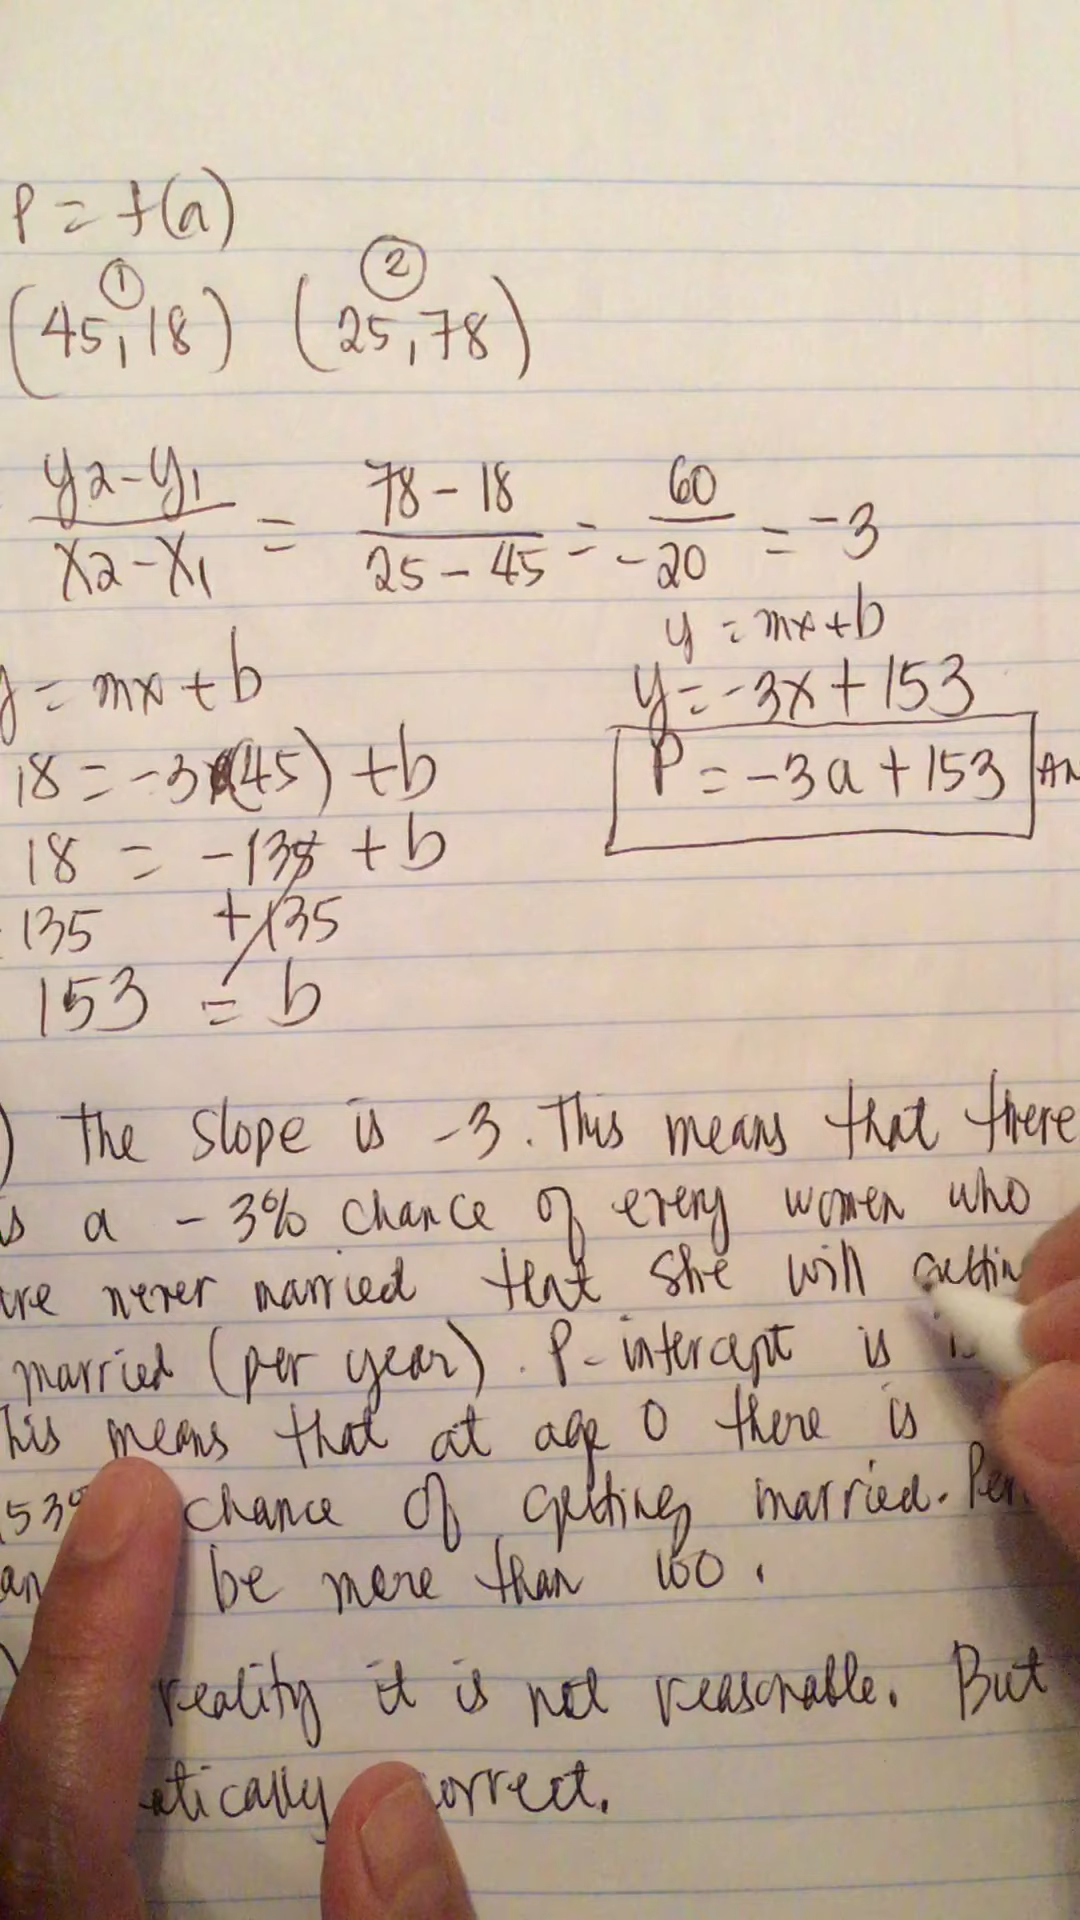 P = f(a)
① ②
(45, 18) (25, 78)
y2 - y1 / x2 - x1 = 78 - 18 / 25 - 45 = 60 / -20 = -3
y = mx + b
y = mx + b
y = -3x + 153
18 = -3(45) + b
P = -3a + 153
18 = -135 + b
135 +135
153 = b
) The slope is -3. This means that there
a -3% chance of every women who
never married that she will
married (per year). P-intercept is
means that at age 0 there is
chance of getting married.
be more than 100.
reality it is not reasonable. But